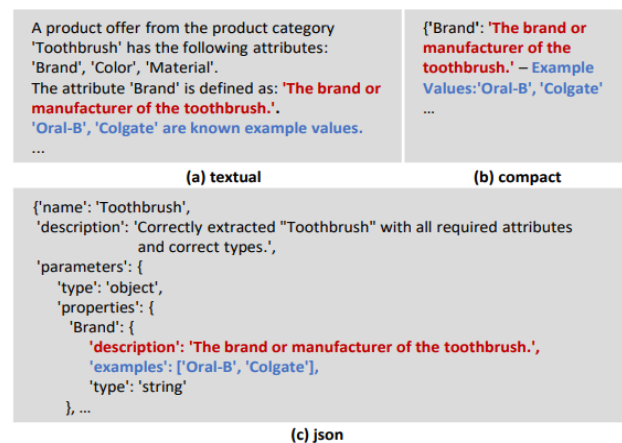 A product offer from the product category
'Toothbrush' has the following attributes:
'Brand', 'Color', 'Material'.
The attribute 'Brand' is defined as: 'The brand or
manufacturer of the toothbrush.'.
'Oral-B', 'Colgate' are known example values.
...
(a) textual
{'Brand': 'The brand or
manufacturer of the
toothbrush.' – Example
Values:'Oral-B', 'Colgate'
...
(b) compact
{'name': 'Toothbrush',
'description': 'Correctly extracted "Toothbrush" with all required attributes
and correct types.',
'parameters': {
'type': 'object',
'properties': {
'Brand': {
'description': 'The brand or manufacturer of the toothbrush.',
'examples': ['Oral-B', 'Colgate'],
'type': 'string'
}, ...
(c) json